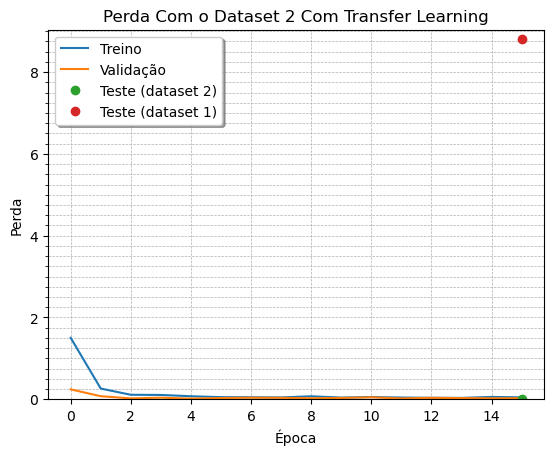 Perda Com o Dataset 2 Com Transfer Learning
Treino
Validação
Teste (dataset 2)
Teste (dataset 1)
Perda
8
6
4
2
0
0 2 4 6 8 10 12 14
Época